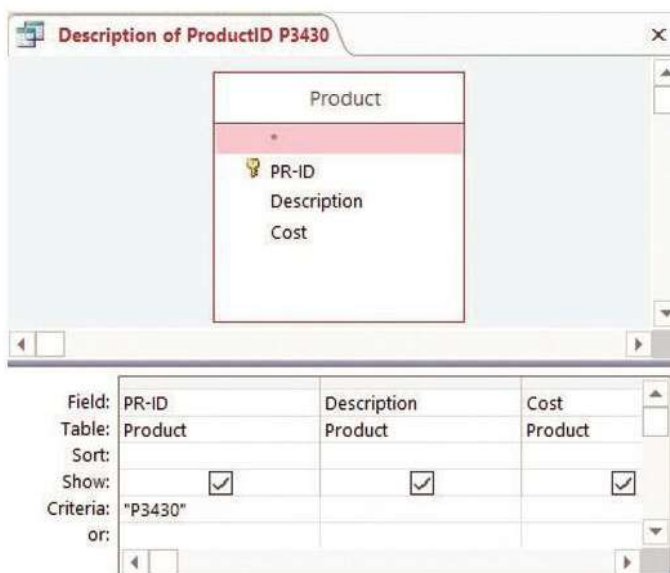 Description of ProductID P3430
Product
*
PR-ID
Description
Cost
Field: PR-ID Description Cost
Table: Product Product Product
Sort:
Show:
Criteria: "P3430"
or: